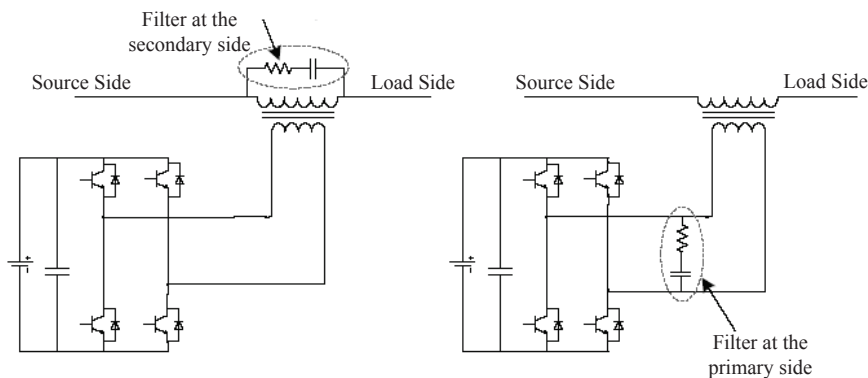 Filter at the
secondary side
Source Side
Load Side
Source Side
Load Side
Filter at the
primary side